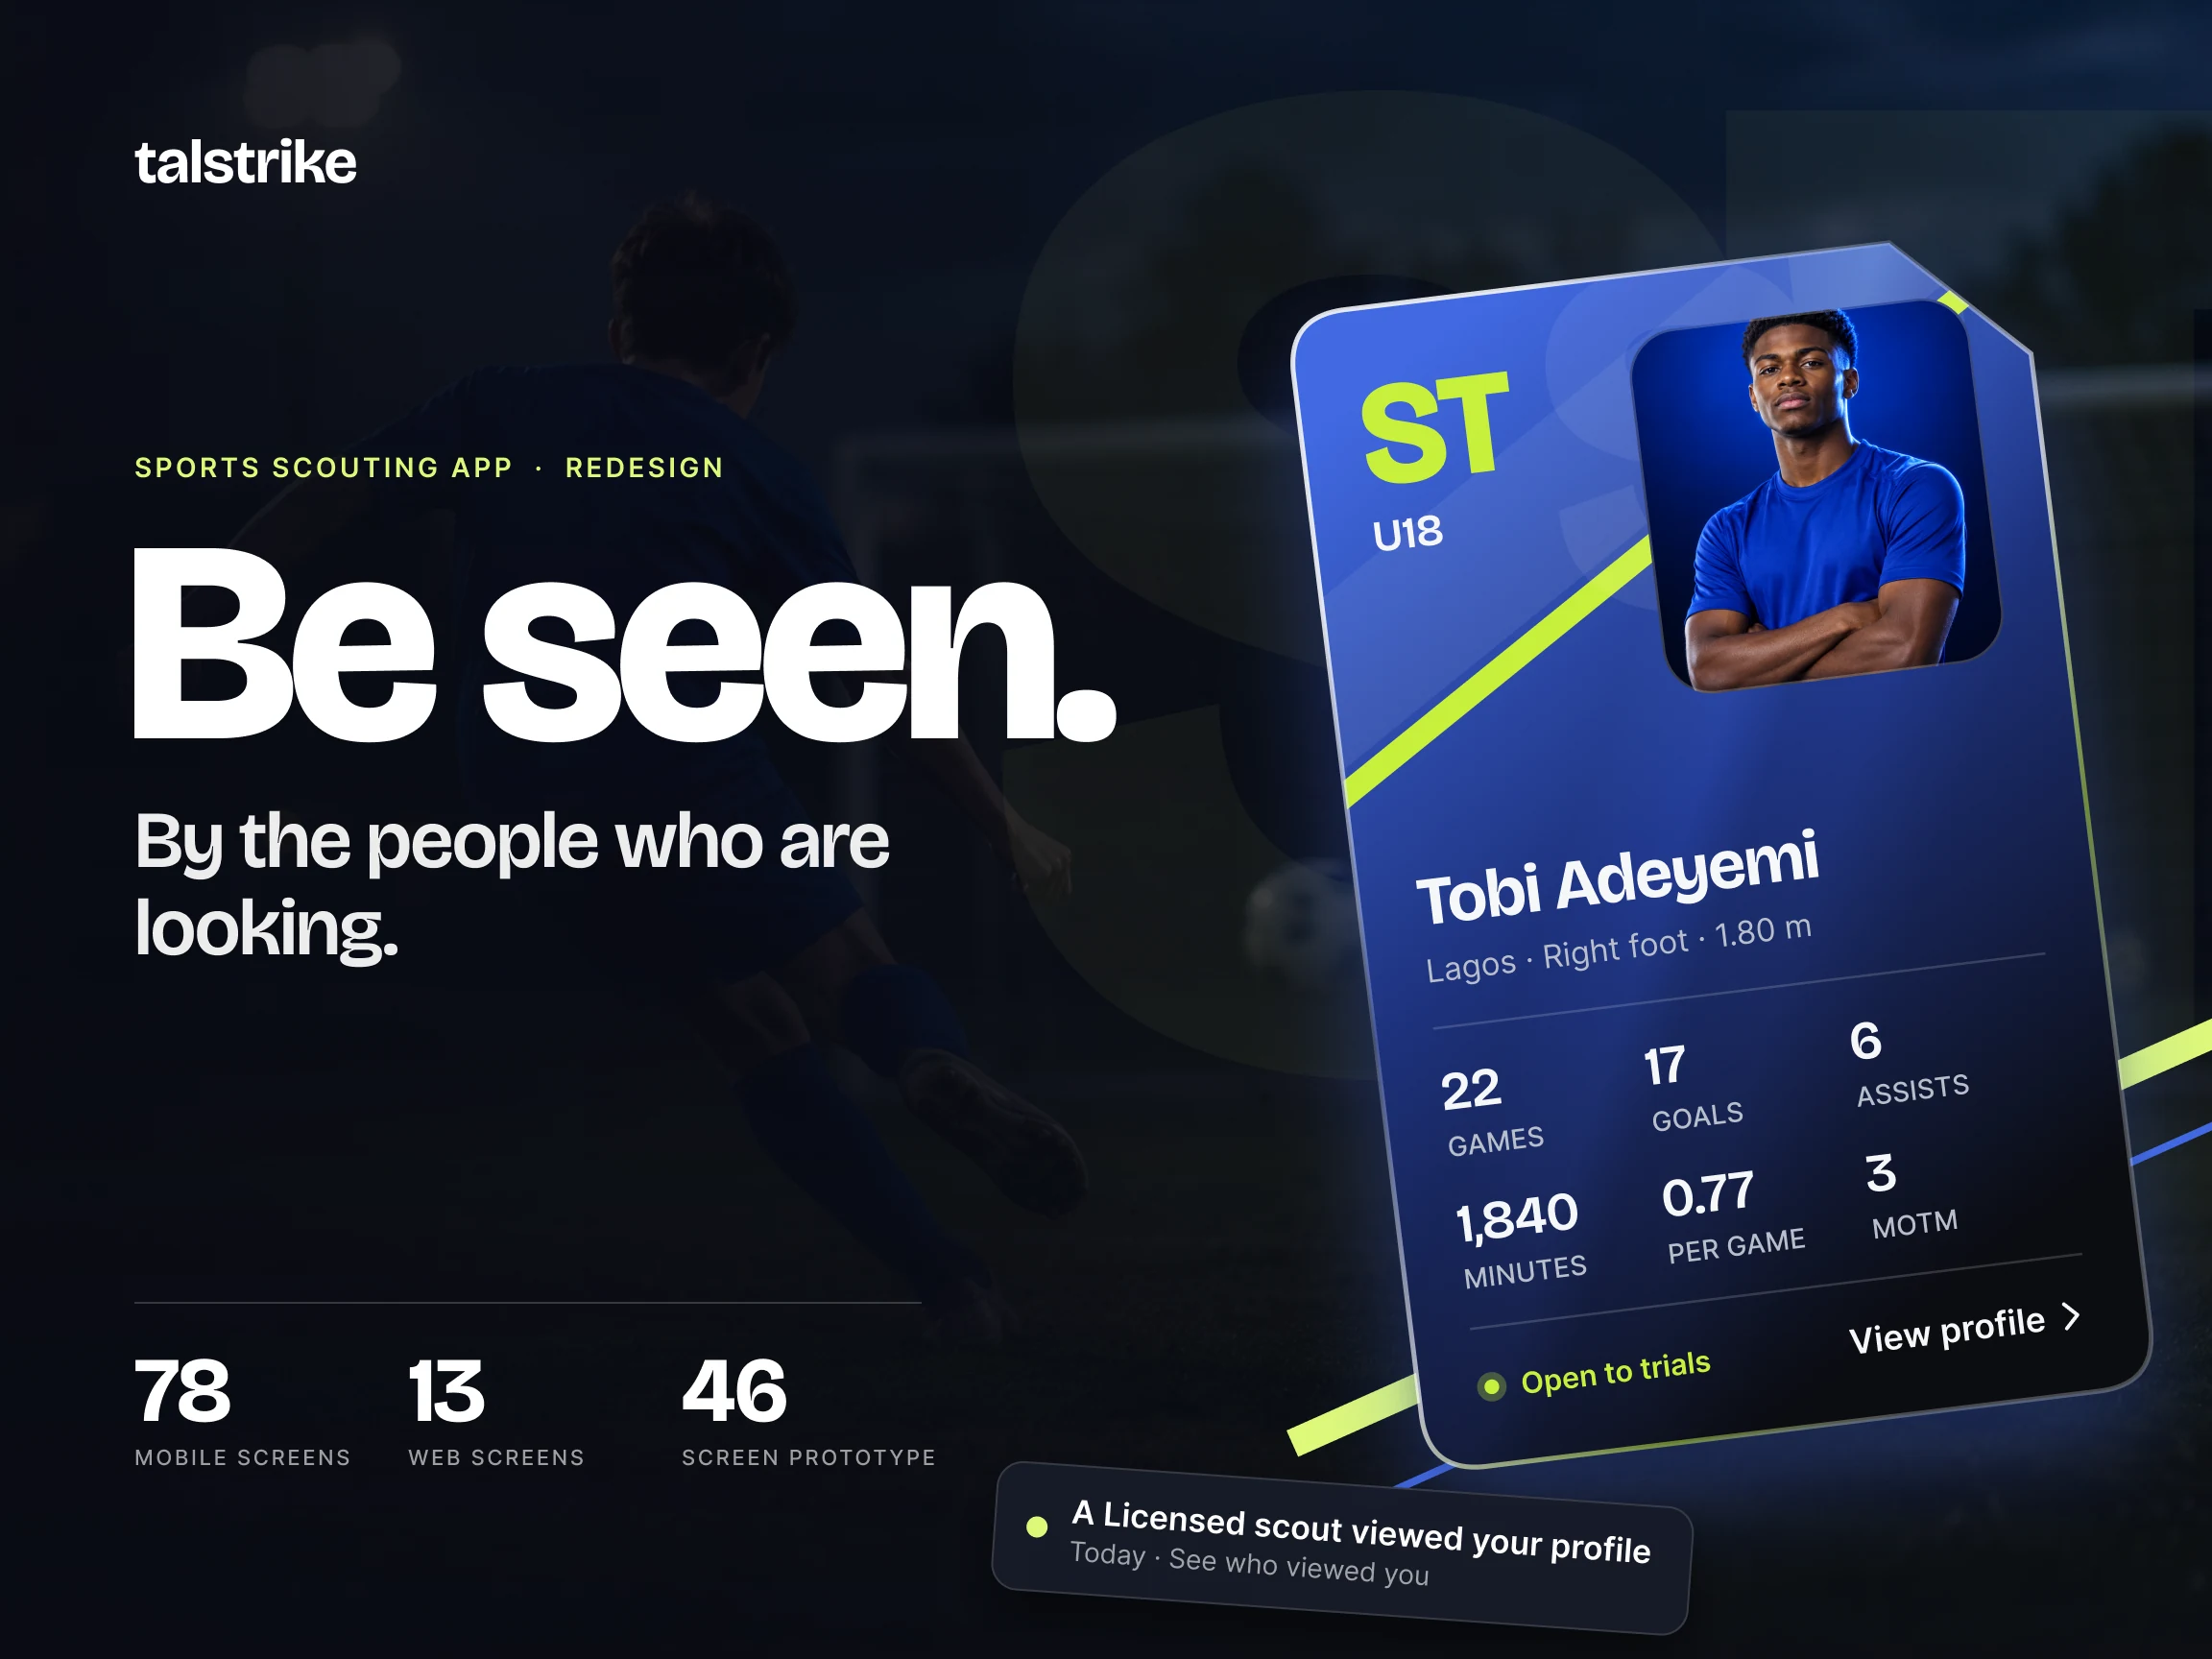 talstrike
SPORTS SCOUTING APP · REDESIGN
Be seen.
By the people who are
looking.
78
MOBILE SCREENS
13
WEB SCREENS
46
SCREEN PROTOTYPE
ST
ST
U18
Tobi Adeyemi
Lagos · Right foot · 1.80 m
22
GAMES
17
GOALS
6
ASSISTS
1,840
MINUTES
0.77
PER GAME
3
MOTM
Open to trials
View profile
A Licensed scout viewed your profile
Today · See who viewed you